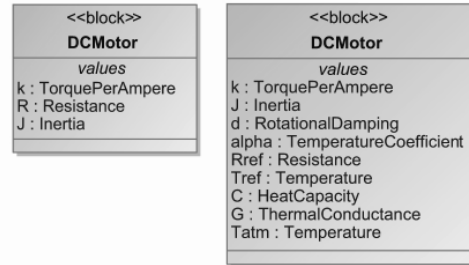 <<block>>
DCMotor
values
k : TorquePerAmpere
R : Resistance
J : Inertia
<<block>>
DCMotor
values
k : TorquePerAmpere
J : Inertia
d : RotationalDamping
alpha : TemperatureCoefficient
Rref : Resistance
Tref : Temperature
C : HeatCapacity
G : ThermalConductance
Tatm : Temperature